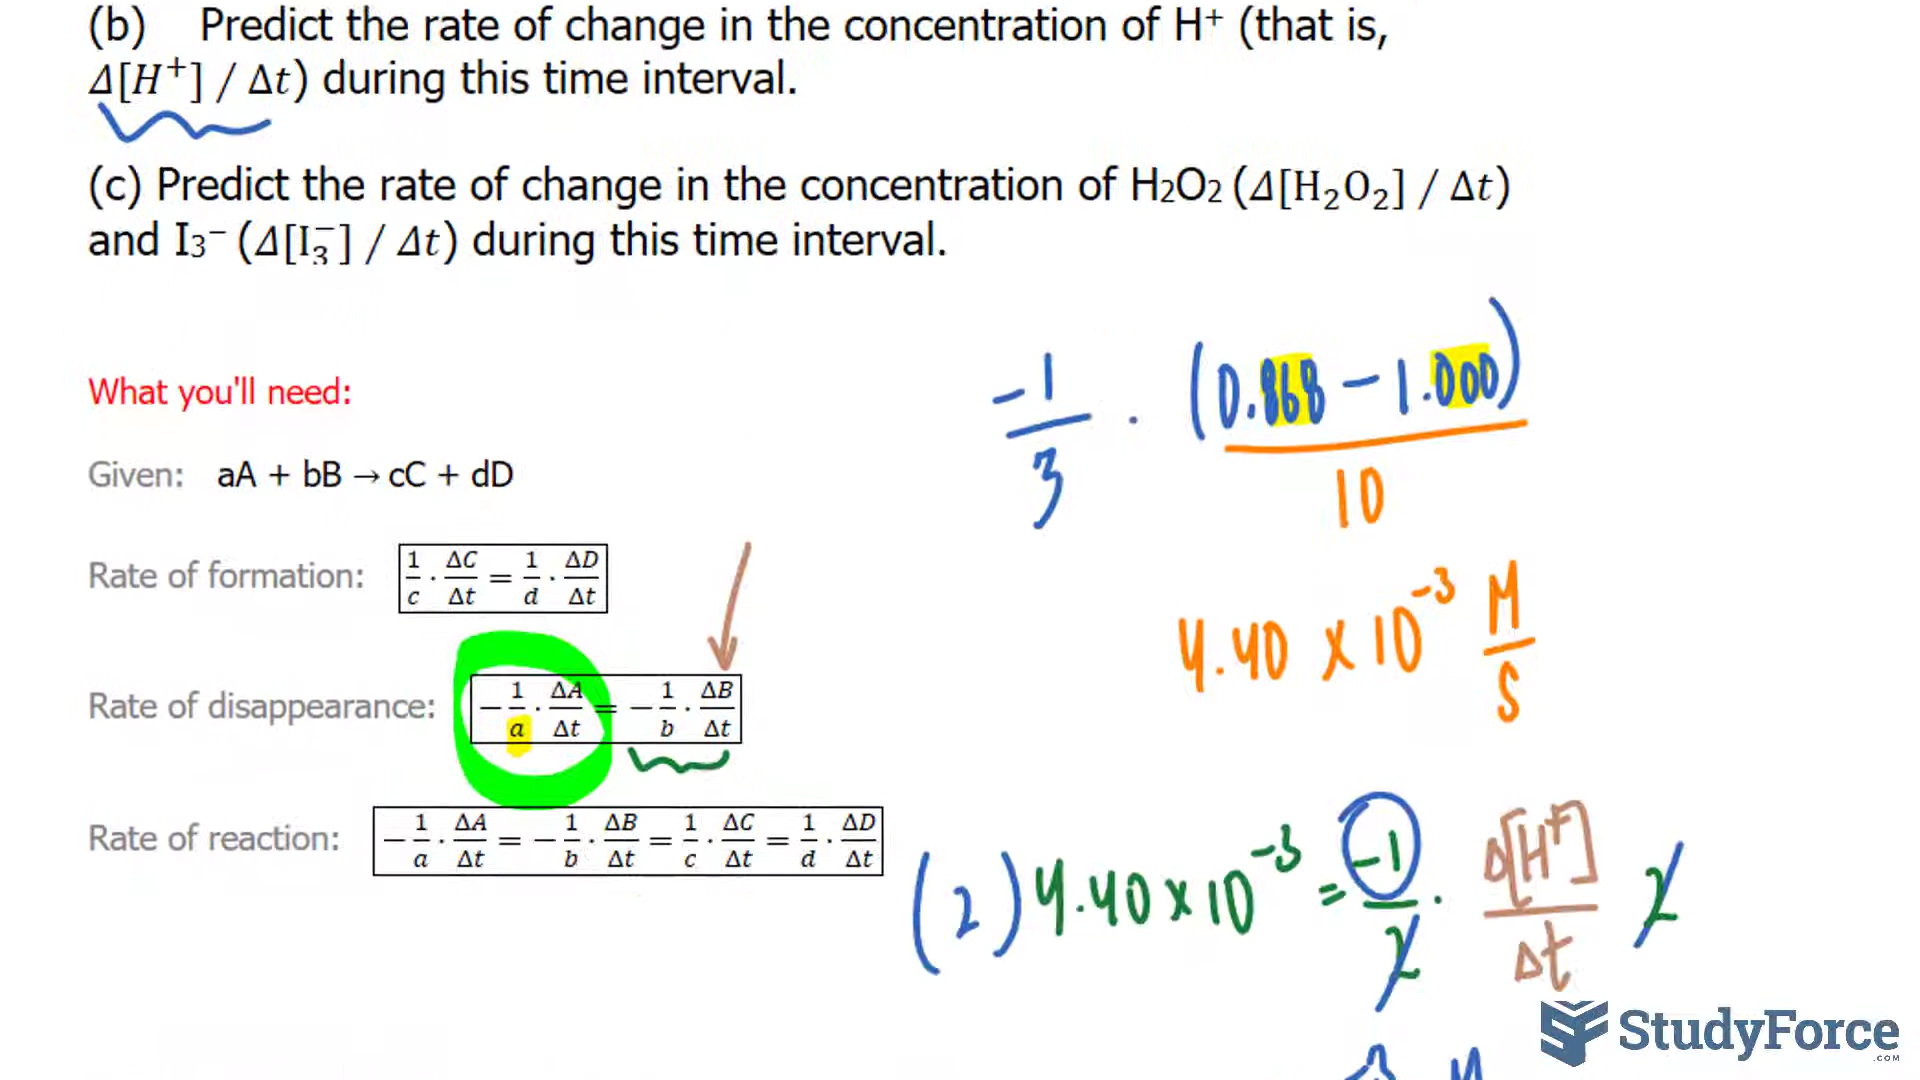 (b) Predict the rate of change in the concentration of H⁺ (that is,
Δ[H⁺] / Δt) during this time interval.
(c) Predict the rate of change in the concentration of H2O2 (Δ[H₂O₂] / Δt)
and I3⁻ (Δ[I₃⁻] / Δt) during this time interval.
What you'll need:
Given: aA + bB → cC + dD
Rate of formation: 1/c · ΔC/Δt = 1/d · ΔD/Δt
Rate of disappearance: −1/a · ΔA/Δt = −1/b · ΔB/Δt
Rate of reaction: −1/a · ΔA/Δt = −1/b · ΔB/Δt = 1/c · ΔC/Δt = 1/d · ΔD/Δt
-1/3 · (0.868 − 1.000)/10
4.40 × 10⁻³ M/S
(2) 4.40 × 10⁻³ = -1/2 · Δ[H⁺]/Δt 2
StudyForce
.COM